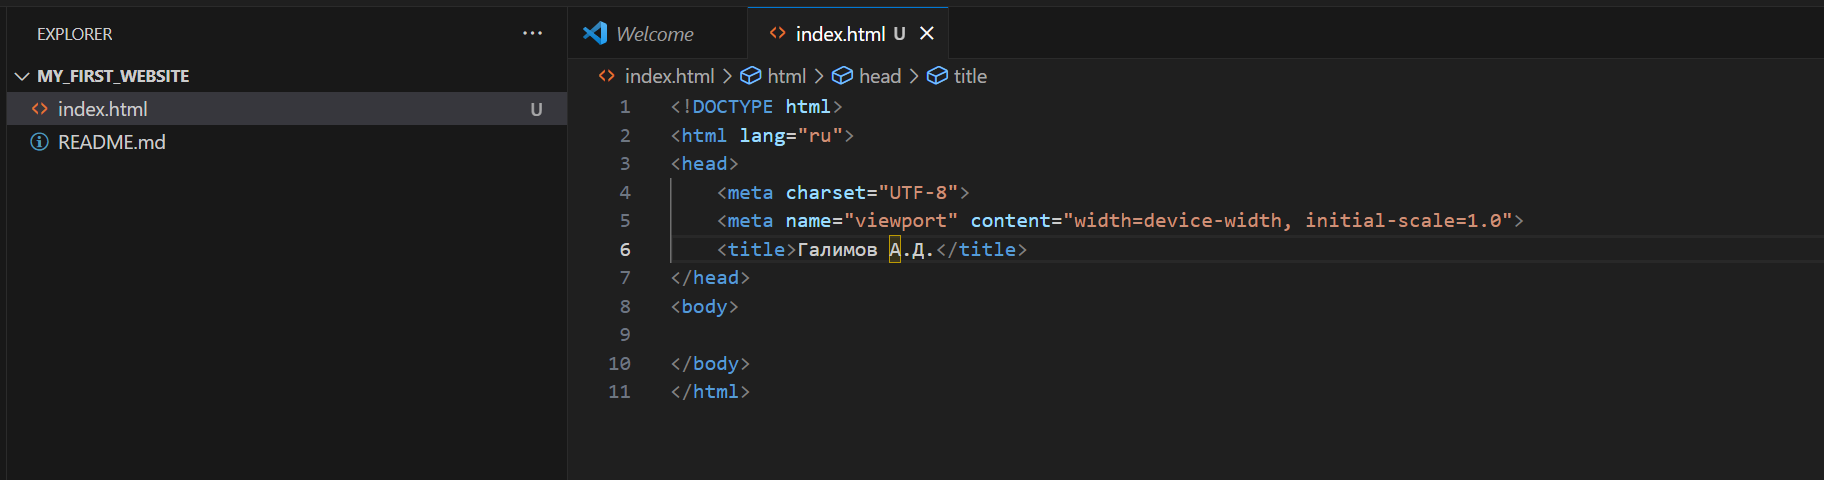 EXPLORER ···
MY_FIRST_WEBSITE
index.html U
README.md
Welcome
index.html U
index.html > html > head > title
1 <!DOCTYPE html>
2 <html lang="ru">
3 <head>
4     <meta charset="UTF-8">
5     <meta name="viewport" content="width=device-width, initial-scale=1.0">
6     <title>Галимов А.Д.</title>
7 </head>
8 <body>
9
10 </body>
11 </html>